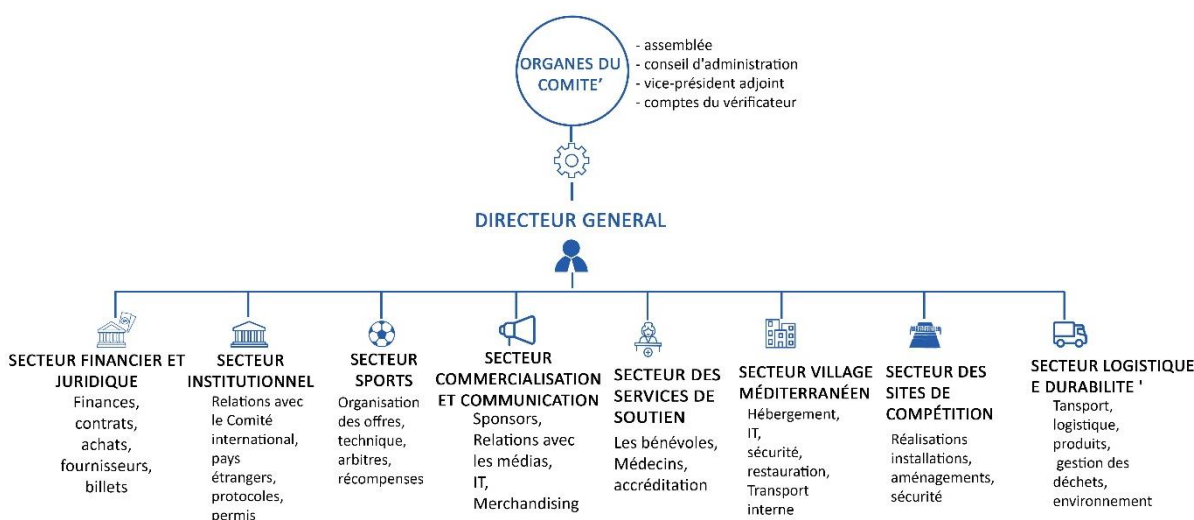 ORGANES DU
COMITE’
- assemblée
- conseil d'administration
- vice-président adjoint
- comptes du vérificateur
DIRECTEUR GENERAL
SECTEUR FINANCIER ET
JURIDIQUE
Finances,
contrats,
achats,
fournisseurs,
billets
SECTEUR
INSTITUTIONNEL
Relations avec
le Comité
international,
pays
étrangers,
protocoles,
permis
SECTEUR
SPORTS
Organisation
des offres,
technique,
arbitres,
récompenses
SECTEUR
COMMERCIALISATION
ET COMMUNICATION
Sponsors,
Relations avec
les médias,
IT,
Merchandising
SECTEUR DES
SERVICES DE
SOUTIEN
Les bénévoles,
Médecins,
accréditation
SECTEUR VILLAGE
MÉDITERRANÉEN
Hébergement,
IT,
sécurité,
restauration,
Transport
interne
SECTEUR DES
SITES DE
COMPÉTITION
Réalisations
installations,
aménagements,
sécurité
SECTEUR LOGISTIQUE
E DURABILITE '
Tansport,
logistique,
produits,
gestion des
déchets,
environnement